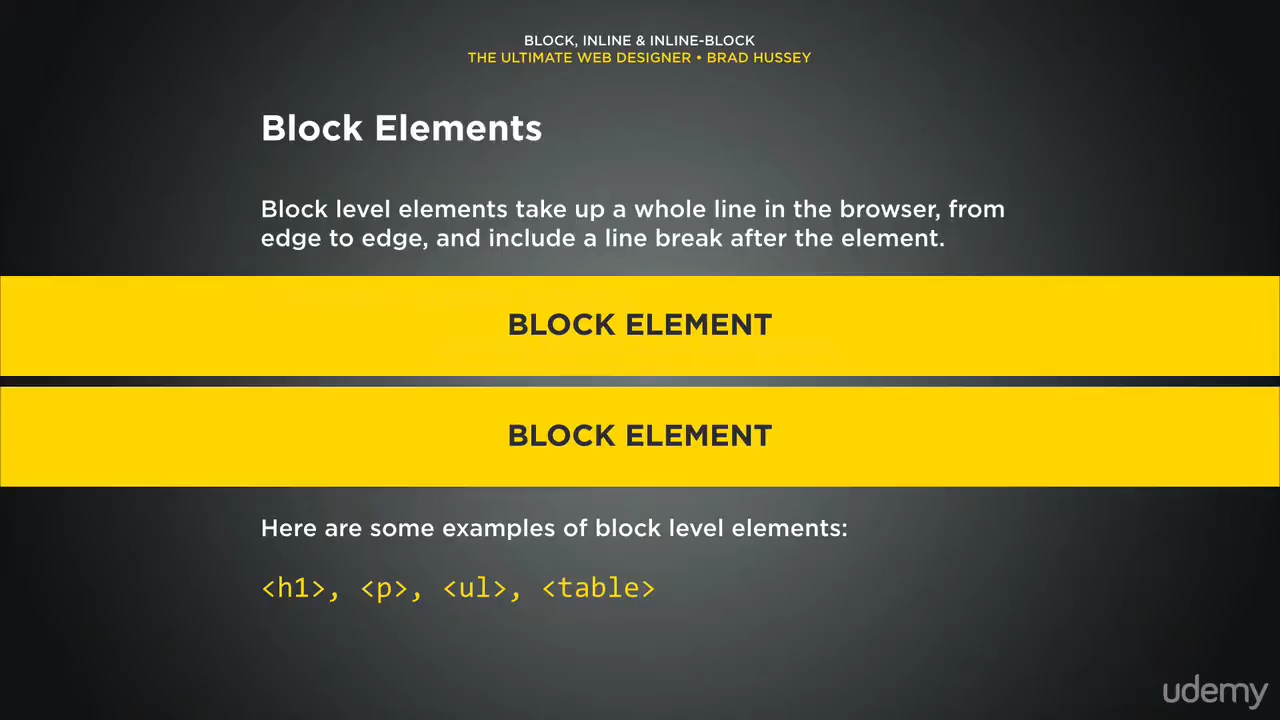 BLOCK, INLINE & INLINE-BLOCK
THE ULTIMATE WEB DESIGNER • BRAD HUSSEY
Block Elements
Block level elements take up a whole line in the browser, from
edge to edge, and include a line break after the element.
BLOCK ELEMENT
BLOCK ELEMENT
Here are some examples of block level elements:
<h1>, <p>, <ul>, <table>
udemy